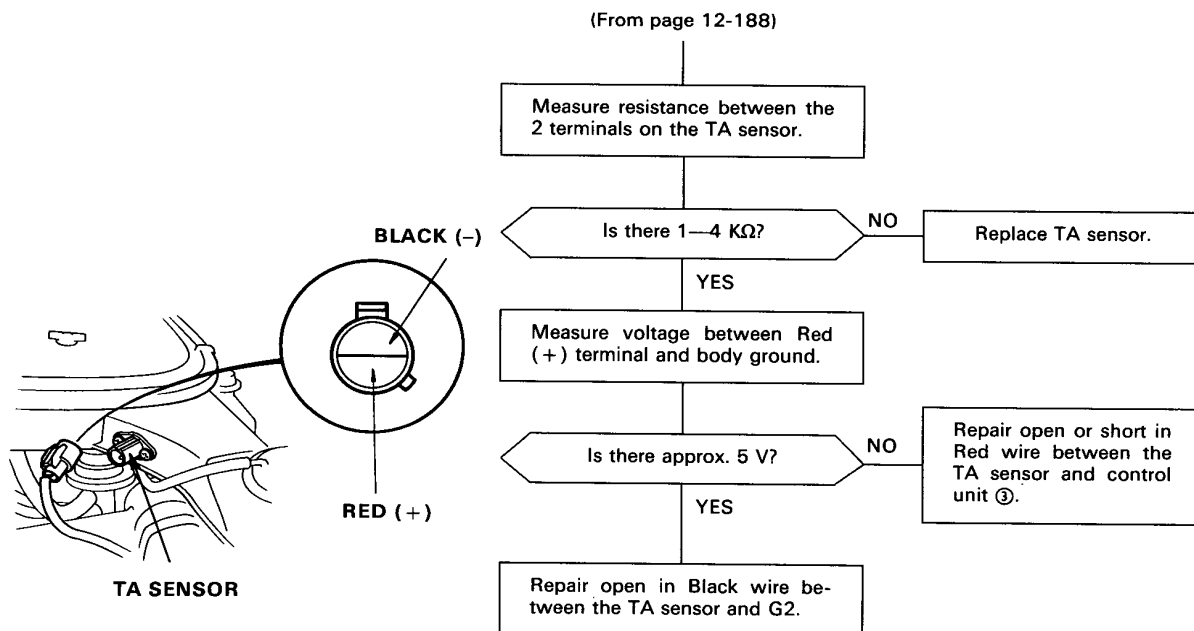 (From page 12-188)
Measure resistance between the
2 terminals on the TA sensor.
Is there 1—4 KΩ?
NO
Replace TA sensor.
YES
Measure voltage between Red
(+) terminal and body ground.
Is there approx. 5 V?
NO
Repair open or short in
Red wire between the
TA sensor and control
unit ③.
YES
Repair open in Black wire be-
tween the TA sensor and G2.
BLACK (–)
RED (+)
TA SENSOR